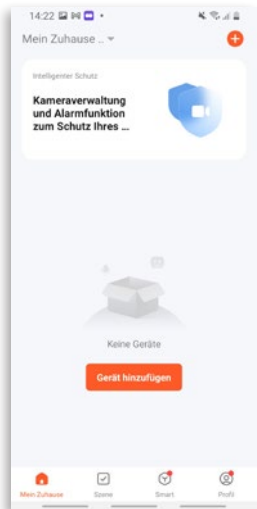 14:22
Mein Zuhause ..
Intelligenter Schutz
Kameraverwaltung
und Alarmfunktion
zum Schutz Ihres ...
Keine Geräte
Gerät hinzufügen
Mein Zuhause Szene Smart Profil